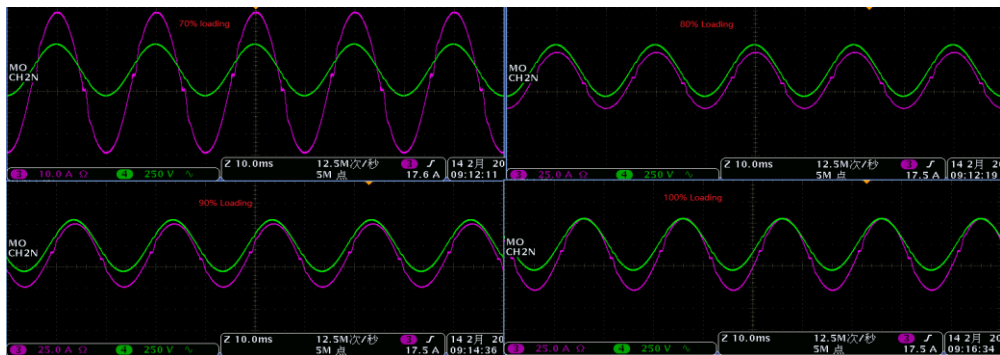 70% loading
MO
CH2N
Z 10.0ms
12.5M次/秒
3
5M 点
17.6 A
14 2月 20
09:12:11
3 10.0 A Ω
4 250 V ∿
80% Loading
MO
CH2N
Z 10.0ms
12.5M次/秒
3
5M 点
17.5 A
14 2月 20
09:12:19
3 25.0 A Ω
4 250 V ∿
90% Loading
MO
CH2N
Z 10.0ms
12.5M次/秒
3
5M 点
17.5 A
14 2月 20
09:14:36
3 25.0 A Ω
4 250 V ∿
100% Loading
MO
CH2N
Z 10.0ms
12.5M次/秒
3
5M 点
17.5 A
14 2月 20
09:16:34
3 25.0 A Ω
4 250 V ∿